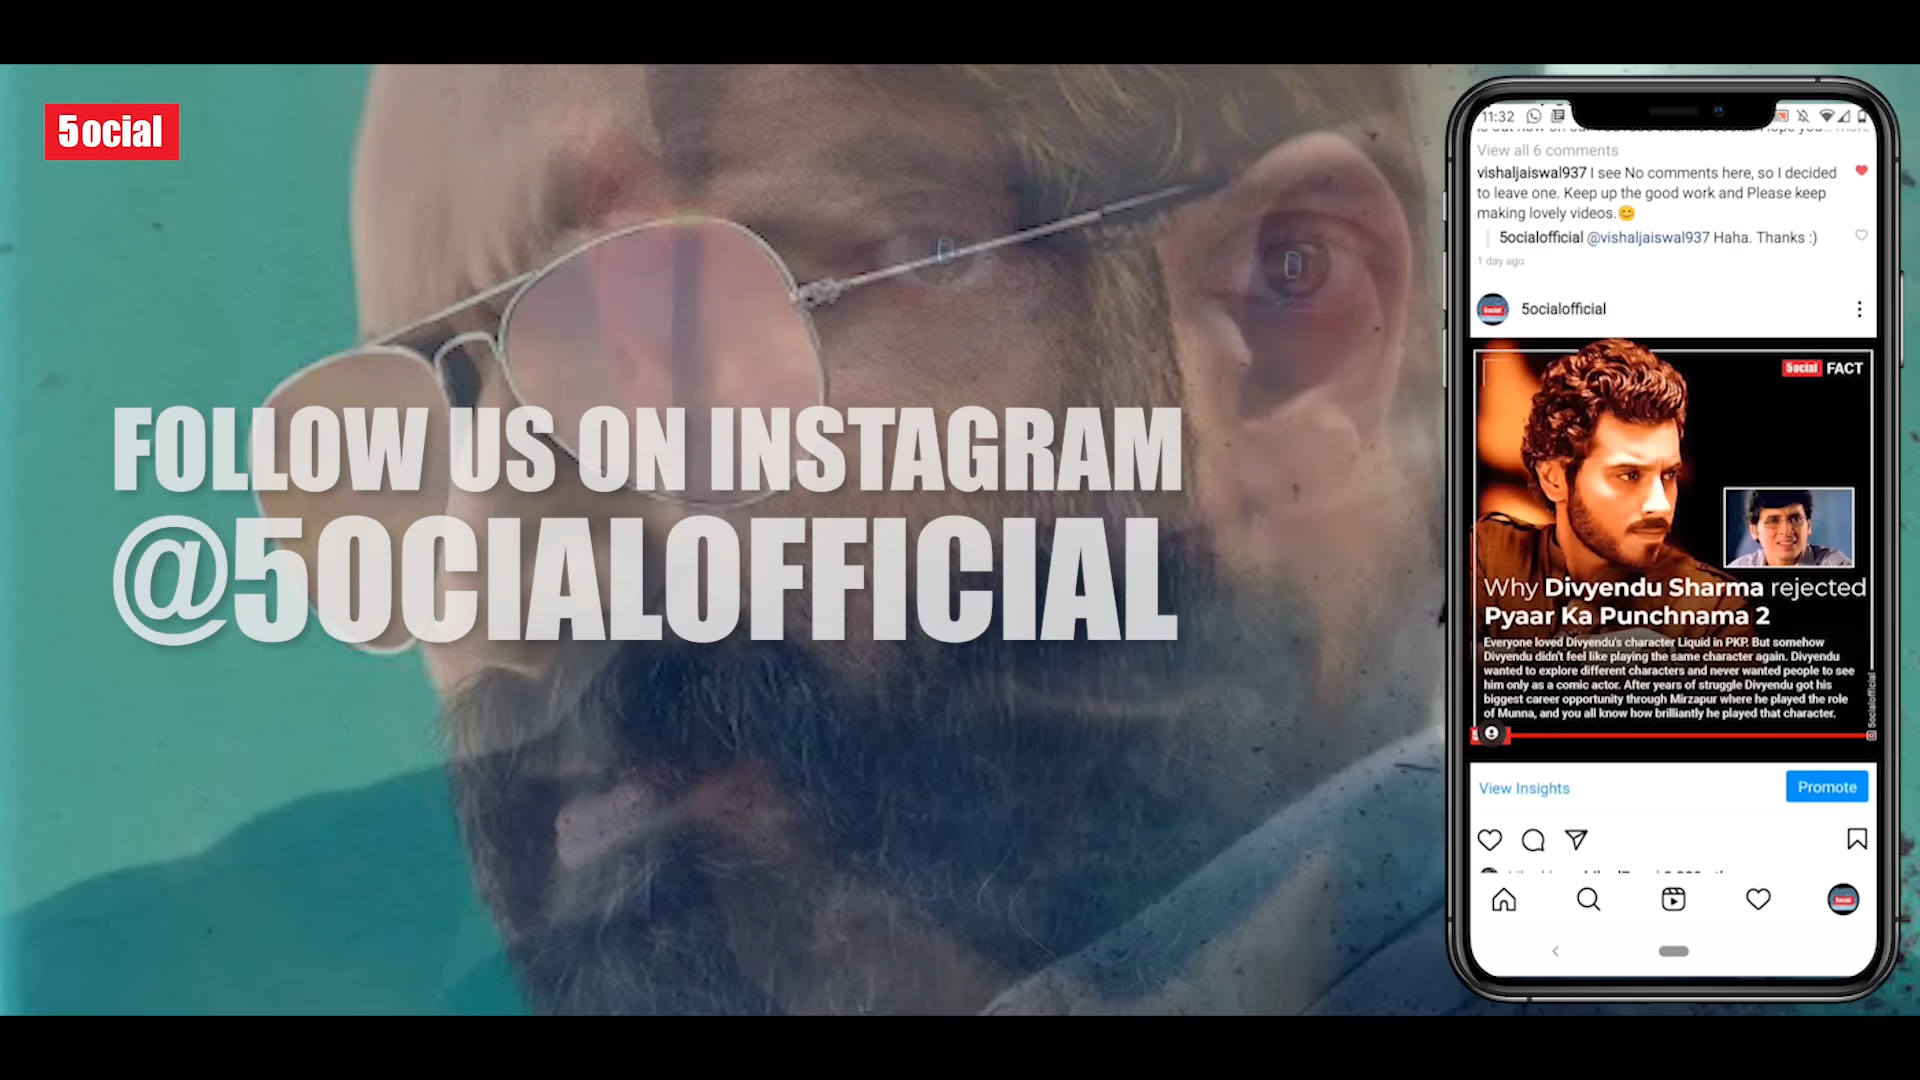 5ocial
FOLLOW US ON INSTAGRAM
@5OCIALOFFICIAL
11:32
View all 6 comments
vishaljaiswal937 I see No comments here, so I decided
to leave one. Keep up the good work and Please keep
making lovely videos.😊
5ocialofficial @vishaljaiswal937 Haha. Thanks :)
1 day ago
5ocialofficial
5ocial FACT
Why Divyendu Sharma rejected
Pyaar Ka Punchnama 2
Everyone loved Divyendu's character Liquid in PKP. But somehow
Divyendu didn't feel like playing the same character again. Divyendu
wanted to explore different characters and never wanted people to see
him only as a comic actor. After years of struggle Divyendu got his
biggest career opportunity through Mirzapur where he played the role
of Munna, and you all know how brilliantly he played that character.
5ocialofficial
View Insights
Promote